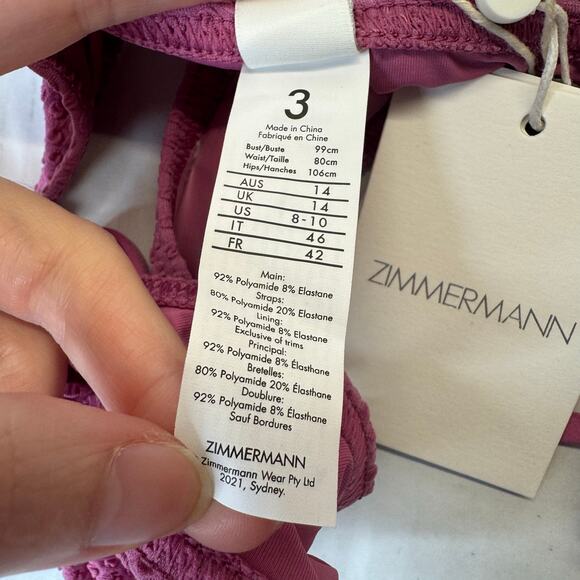 3
Made in China
Fabriqué en Chine
Bust/Buste 99cm
Waist/Taille 80cm
Hips/Hanches 106cm
AUS 14
UK 14
US 8-10
IT 46
FR 42
Main:
92% Polyamide 8% Elastane
Straps:
80% Polyamide 20% Elastane
Lining:
92% Polyamide 8% Elastane
Exclusive of trims
Principal:
92% Polyamide 8% Élasthane
Bretelles:
80% Polyamide 20% Élasthane
Doublure:
92% Polyamide 8% Élasthane
Sauf Bordures
ZIMMERMANN
Zimmermann Wear Pty Ltd
2021, Sydney.
ZIMMERMANN